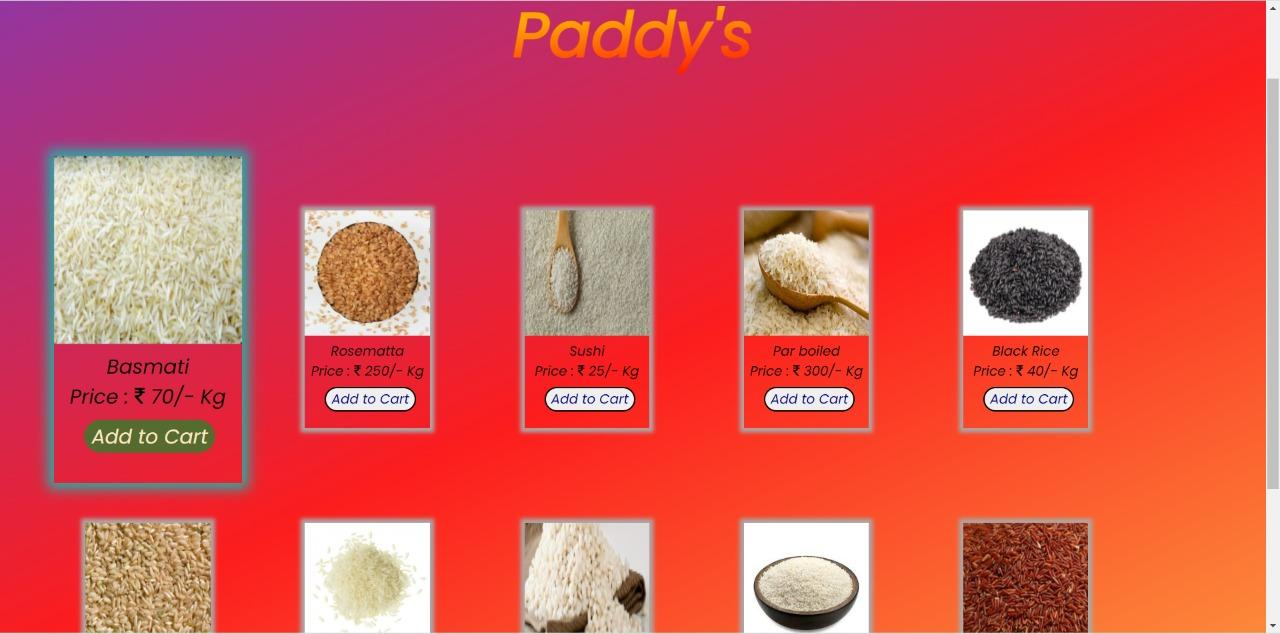 Paddy's
Basmati
Price : ₹ 70/- Kg
Add to Cart
Rosematta
Price : ₹ 250/- Kg
Add to Cart
Sushi
Price : ₹ 25/- Kg
Add to Cart
Par boiled
Price : ₹ 300/- Kg
Add to Cart
Black Rice
Price : ₹ 40/- Kg
Add to Cart